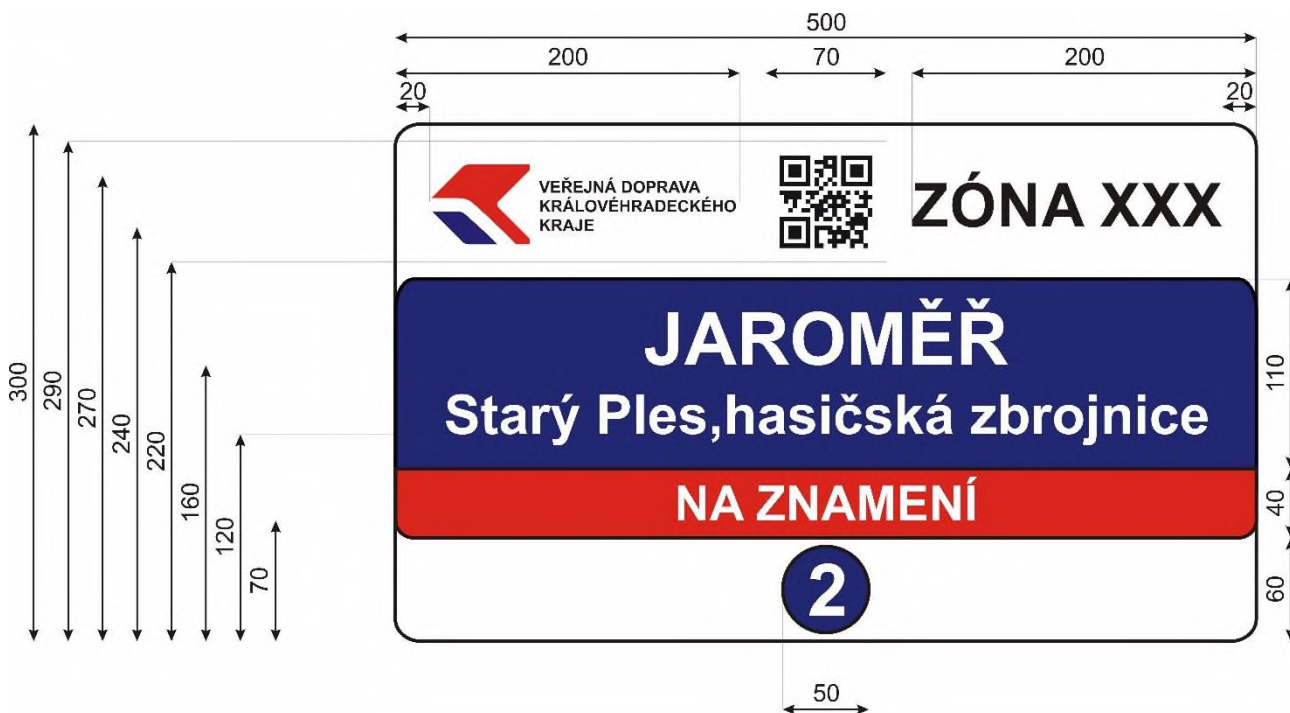 500
200 70 200
20 20
VEŘEJNÁ DOPRAVA
KRÁLOVÉHRADECKÉHO
KRAJE
ZÓNA XXX
JAROMĚŘ
Starý Ples,hasičská zbrojnice
NA ZNAMENÍ
2
300
290
270
240
220
160
120
70
110
40
60
50